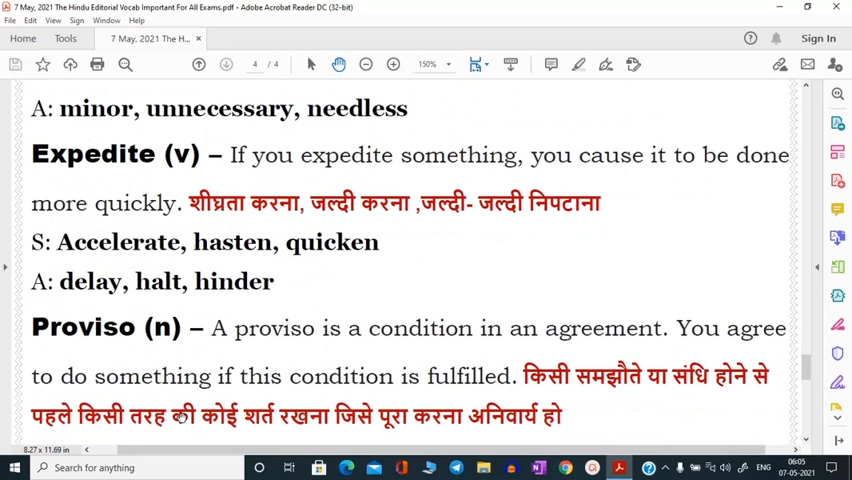 7 May, 2021 The Hindu Editorial Vocab Important For All Exams.pdf - Adobe Acrobat Reader DC (32-bit)
File Edit View Sign Window Help
Home Tools 7 May, 2021 The H... × Sign In
4 / 4 150%
A: minor, unnecessary, needless
Expedite (v) – If you expedite something, you cause it to be done
more quickly. शीघ्रता करना, जल्दी करना ,जल्दी- जल्दी निपटाना
S: Accelerate, hasten, quicken
A: delay, halt, hinder
Proviso (n) – A proviso is a condition in an agreement. You agree
to do something if this condition is fulfilled. किसी समझौते या संधि होने से
पहले किसी तरह की कोई शर्त रखना जिसे पूरा करना अनिवार्य हो
8.27 x 11.69 in
Type here to search ENG 06:05
07-05-2021